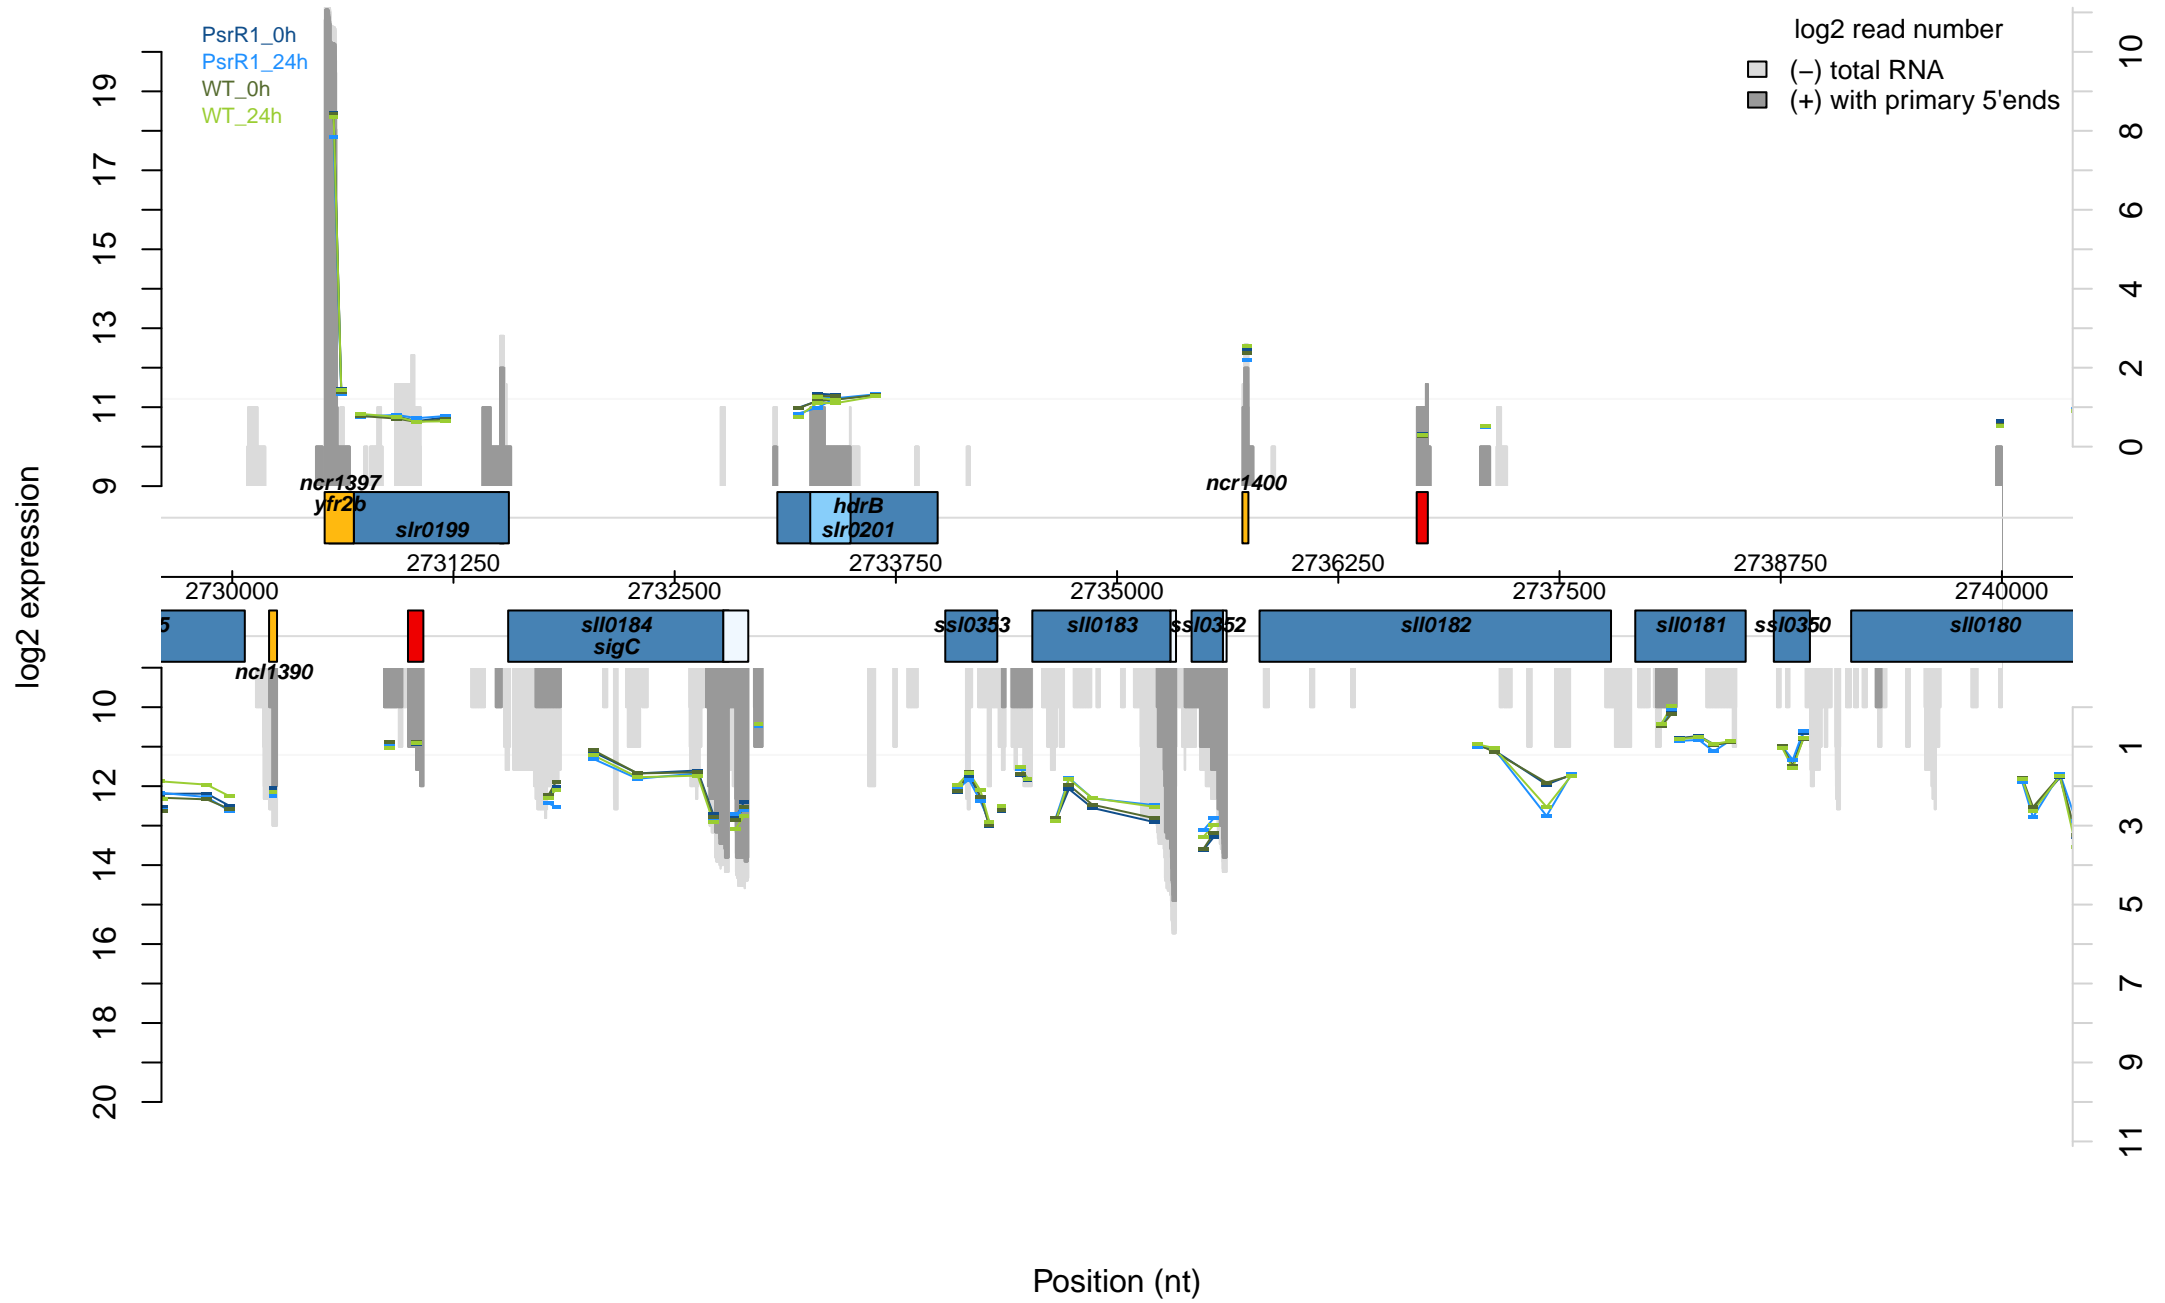 PsrR1_0h
PsrR1_24h
WT_0h
WT_24h
log2 read number
(−) total RNA
(+) with primary 5'ends
19
17
15
13
11
9
10
8
6
4
2
0
log2 expression
ncr1397
yfr2b
slr0199
hdrB
slr0201
ncr1400
2731250
2733750
2736250
2738750
2730000
2732500
2735000
2737500
2740000
5
ncl1390
sll0184
sigC
ssl0353
sll0183
ssl0352
sll0182
sll0181
ssl0350
sll0180
10
12
14
16
18
20
1
3
5
7
9
11
Position (nt)